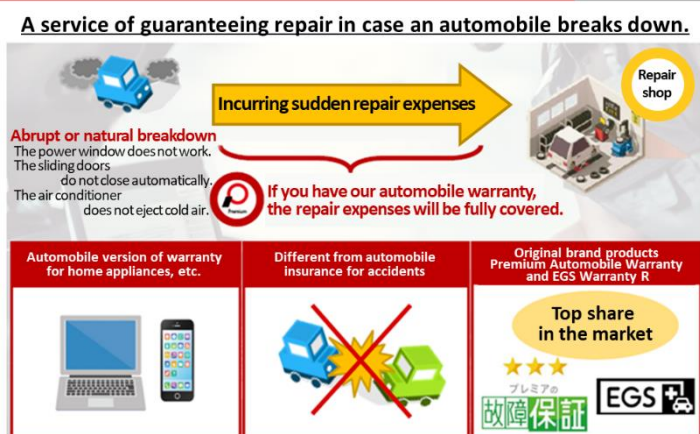 A service of guaranteeing repair in case an automobile breaks down.
Incurring sudden repair expenses
Repair
shop
Abrupt or natural breakdown
The power window does not work.
The sliding doors
do not close automatically.
The air conditioner
does not eject cold air.
Premium
If you have our automobile warranty,
the repair expenses will be fully covered.
Automobile version of warranty
for home appliances, etc.
Different from automobile
insurance for accidents
Original brand products
Premium Automobile Warranty
and EGS Warranty R
Top share
in the market
プレミアの
故障保証
EGS